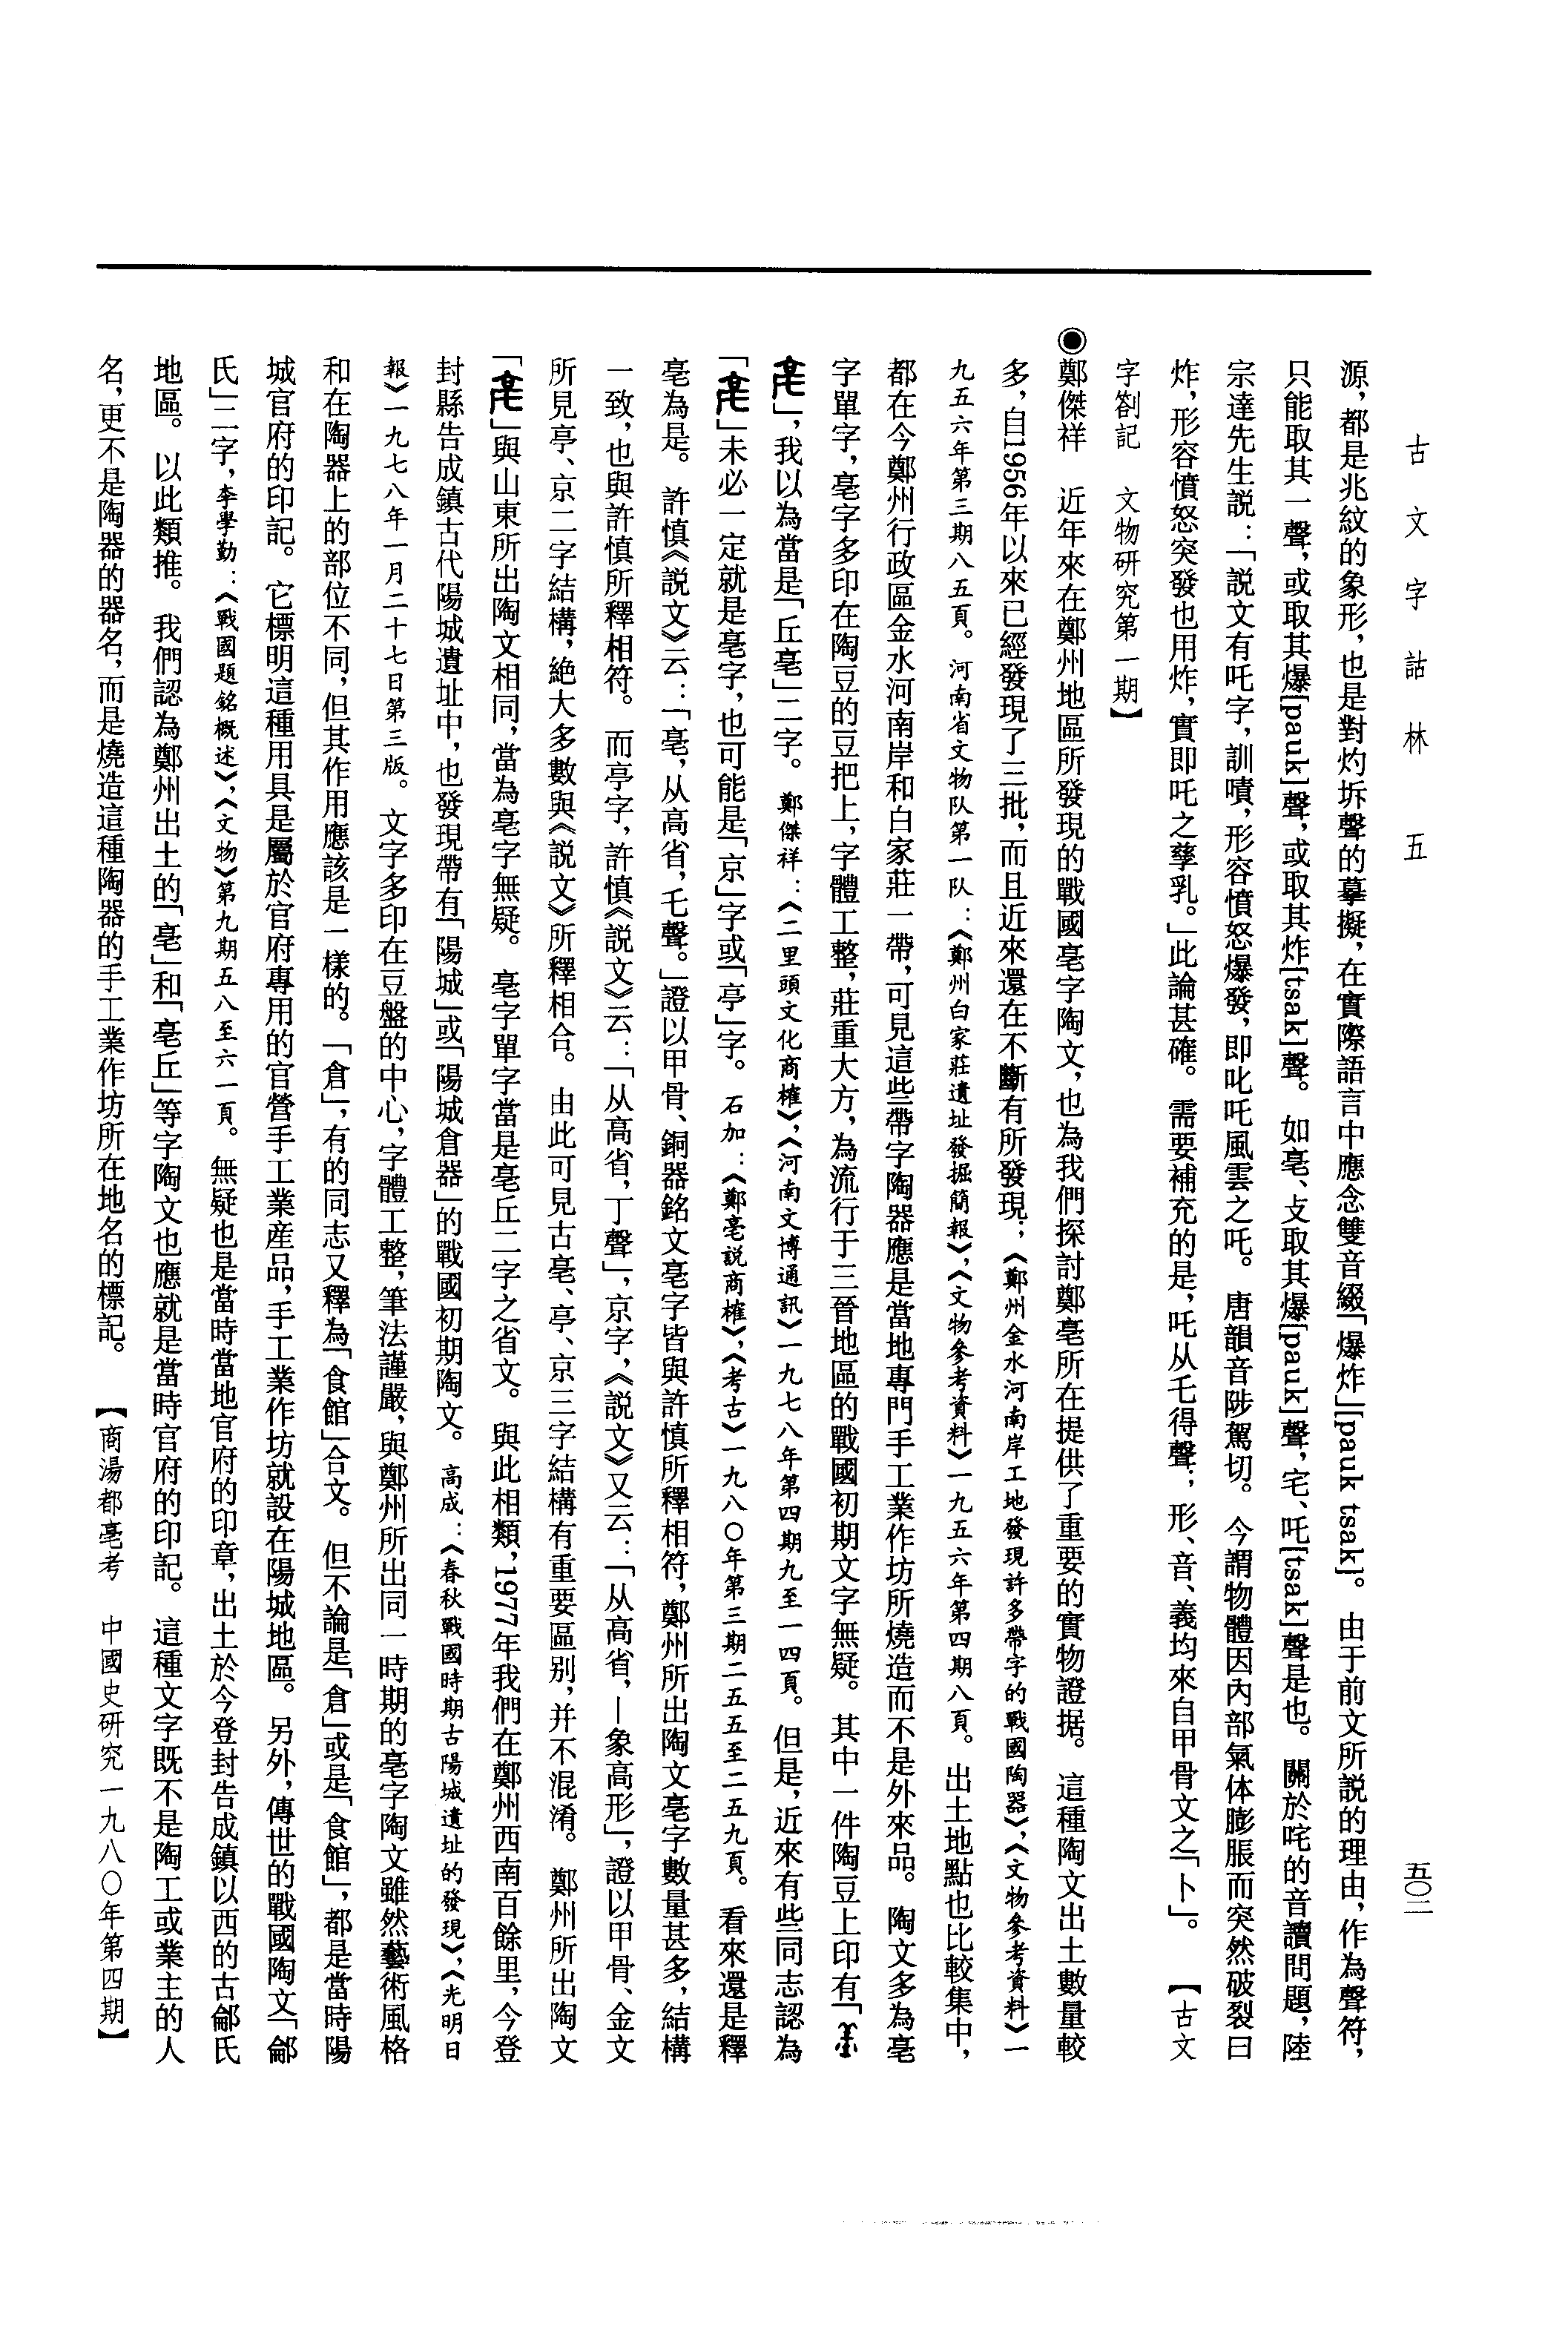 古文字詁林 五
五〇二
源，都是兆紋的象形，也是對灼坼聲的摹擬，在實際語言中應念雙音綴「爆炸」[pauk tsak]。由于前文所説的理由，作為聲符，
只能取其一聲，或取其爆[pauk]聲，或取其炸[tsak]聲。如亳、攴取其爆[pauk]聲，宅、吒[tsak]聲是也。關於咤的音讀問題，陸
宗達先生説：「説文有吒字，訓噴，形容憤怒爆發，即叱吒風雲之吒。唐韻音陟駕切。今謂物體因內部氣体膨脹而突然破裂曰
炸，形容憤怒突發也用炸，實即吒之孳乳。」此論甚確。需要補充的是，吒从乇得聲；形、音、義均來自甲骨文之「卜」。【古文
字劄記　文物研究第一期】
◉鄭傑祥　近年來在鄭州地區所發現的戰國亳字陶文，也為我們探討鄭亳所在提供了重要的實物證据。這種陶文出土數量較
多，自1956年以來已經發現了三批，而且近來還在不斷有所發現；《鄭州金水河南岸工地發現許多帶字的戰國陶器》，《文物參考資料》一
九五六年第三期八五頁。河南省文物队第一队：《鄭州白家莊遺址發掘簡報》，《文物參考資料》一九五六年第四期八頁。出土地點也比較集中，
都在今鄭州行政區金水河南岸和白家莊一帶，可見這些帶字陶器應是當地專門手工業作坊所燒造而不是外來品。陶文多為亳
字單字，亳字多印在陶豆的豆把上，字體工整，莊重大方，為流行于三晉地區的戰國初期文字無疑。其中一件陶豆上印有「
」，我以為當是「丘亳」二字。鄭傑祥：《二里頭文化商榷》，《河南文博通訊》一九七八年第四期九至一四頁。但是，近來有些同志認為
「」未必一定就是亳字，也可能是「京」字或「亭」字。石加：《鄭亳説商榷》，《考古》一九八〇年第三期二五五至二五九頁。看來還是釋
亳為是。許慎《説文》云：「亳，从高省，乇聲。」證以甲骨、銅器銘文亳字皆與許慎所釋相符，鄭州所出陶文亳字數量甚多，結構
一致，也與許慎所釋相符。而亭字，許慎《説文》云：「从高省，丁聲」，京字，《説文》又云：「从高省，丨象高形」，證以甲骨、金文
所見亭、京二字結構，絶大多數與《説文》所釋相合。由此可見古亳、亭、京三字結構有重要區别，并不混淆。鄭州所出陶文
「」與山東所出陶文相同，當為亳字無疑。亳字單字當是亳丘二字之省文。與此相類，1977年我們在鄭州西南百餘里，今登
封縣告成鎮古代陽城遺址中，也發現帶有「陽城」或「陽城倉器」的戰國初期陶文。高成：《春秋戰國時期古陽城遺址的發現》，《光明日
報》一九七八年一月二十七日第三版。文字多印在豆盤的中心，字體工整，筆法謹嚴，與鄭州所出同一時期的亳字陶文雖然藝術風格
和在陶器上的部位不同，但其作用應該是一樣的。「倉」，有的同志又釋為「食館」合文。但不論是「倉」或是「食館」，都是當時陽
城官府的印記。它標明這種用具是屬於官府專用的官營手工業産品，手工業作坊就設在陽城地區。另外，傳世的戰國陶文「鄃
氏」二字，李學勤：《戰國題銘概述》，《文物》第九期五八至六一頁。無疑也是當時當地官府的印章，出土於今登封告成鎮以西的古鄃氏
地區。以此類推。我們認為鄭州出土的「亳」和「亳丘」等字陶文也應就是當時官府的印記。這種文字既不是陶工或業主的人
名，更不是陶器的器名，而是燒造這種陶器的手工業作坊所在地名的標記。【商湯都亳考　中國史研究一九八〇年第四期】